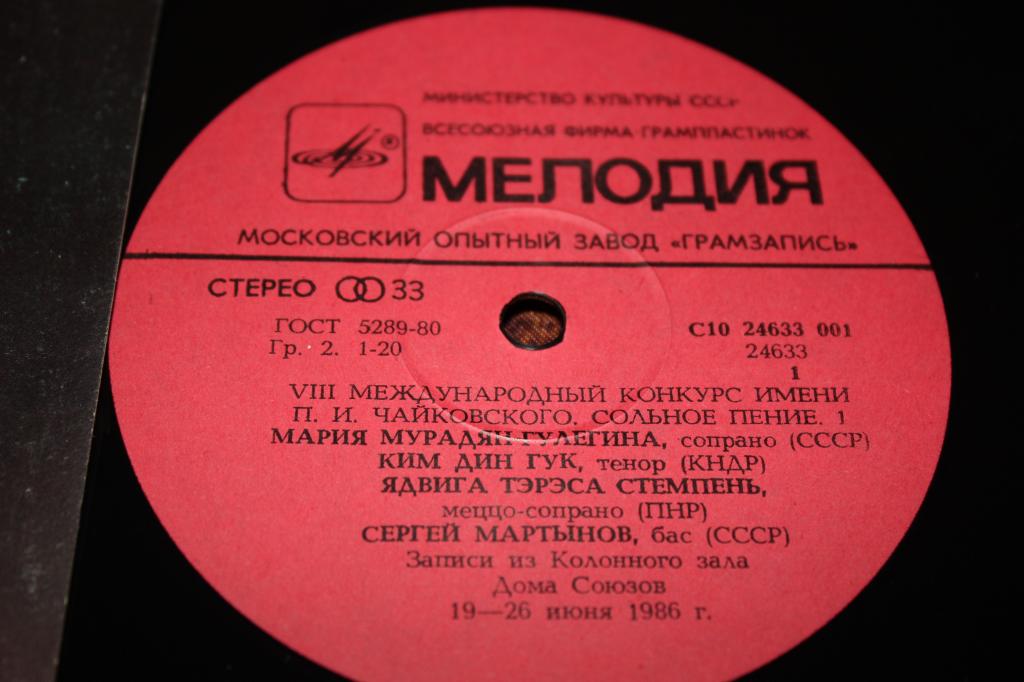 МИНИСТЕРСТВО КУЛЬТУРЫ СССР
ВСЕСОЮЗНАЯ ФИРМА ГРАМПЛАСТИНОК
®
МЕЛОДИЯ
МОСКОВСКИЙ ОПЫТНЫЙ ЗАВОД «ГРАМЗАПИСЬ»
СТЕРЕО 33
ГОСТ 5289-80
Гр. 2. 1-20
С10 24633 001
24633
1
VIII МЕЖДУНАРОДНЫЙ КОНКУРС ИМЕНИ
П. И. ЧАЙКОВСКОГО. СОЛЬНОЕ ПЕНИЕ. 1
МАРИЯ МУРАДЯН-ГУЛЕГИНА, сопрано (СССР)
КИМ ДИН ГУК, тенор (КНДР)
ЯДВИГА ТЭРЭСА СТЕМПЕНЬ,
меццо-сопрано (ПНР)
СЕРГЕЙ МАРТЫНОВ, бас (СССР)
Записи из Колонного зала
Дома Союзов
19—26 июня 1986 г.